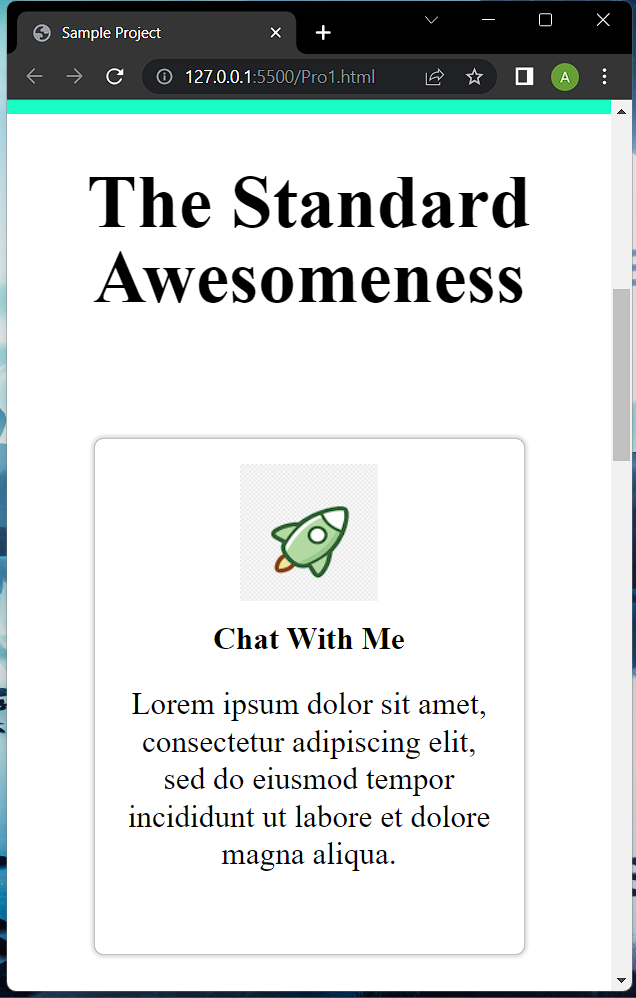 Sample Project
127.0.0.1:5500/Pro1.html
A
The Standard
Awesomeness
Chat With Me
Lorem ipsum dolor sit amet,
consectetur adipiscing elit,
sed do eiusmod tempor
incididunt ut labore et dolore
magna aliqua.